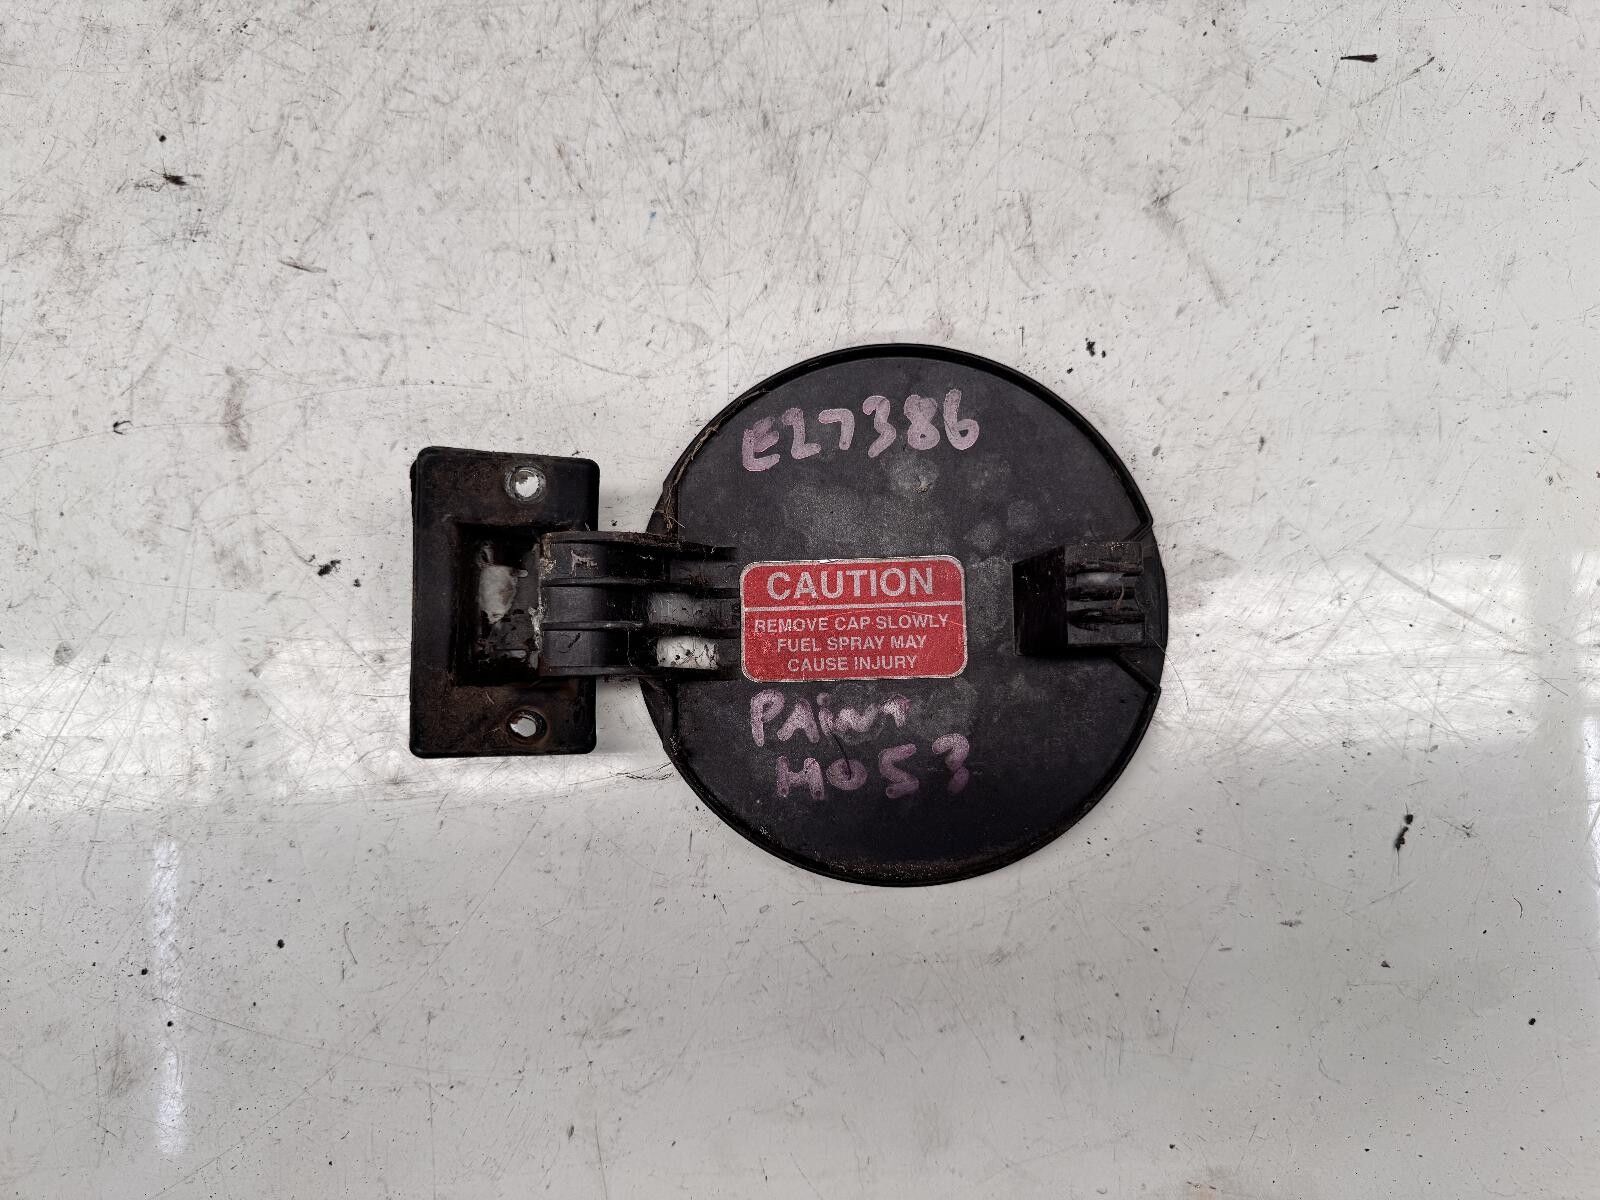 E27386
CAUTION
REMOVE CAP SLOWLY
FUEL SPRAY MAY
CAUSE INJURY
PAiNT
H053